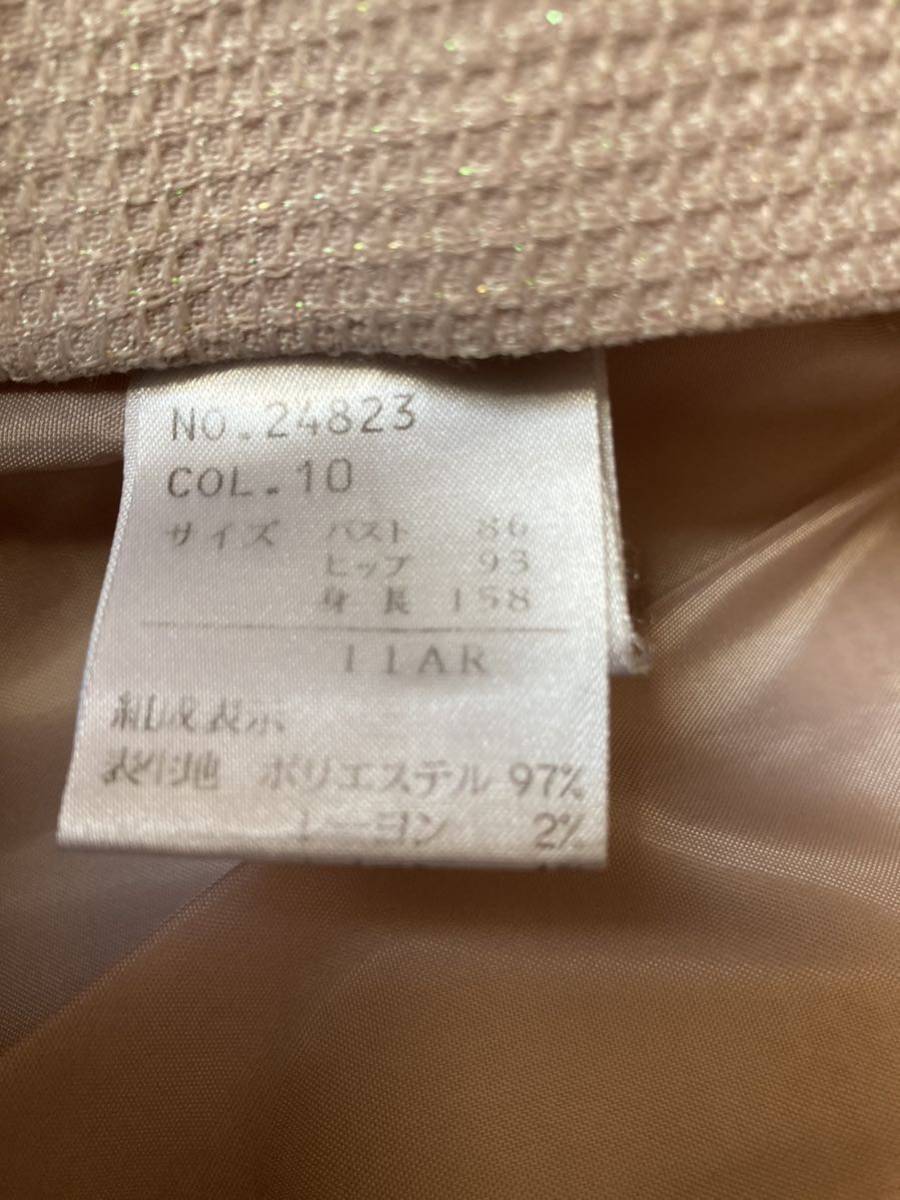 NO.24823
COL.10
サイズ バスト 86
ヒップ 93
身長 158
11AR
組成表示
表生地 ポリエステル 97%
レーヨン 2%